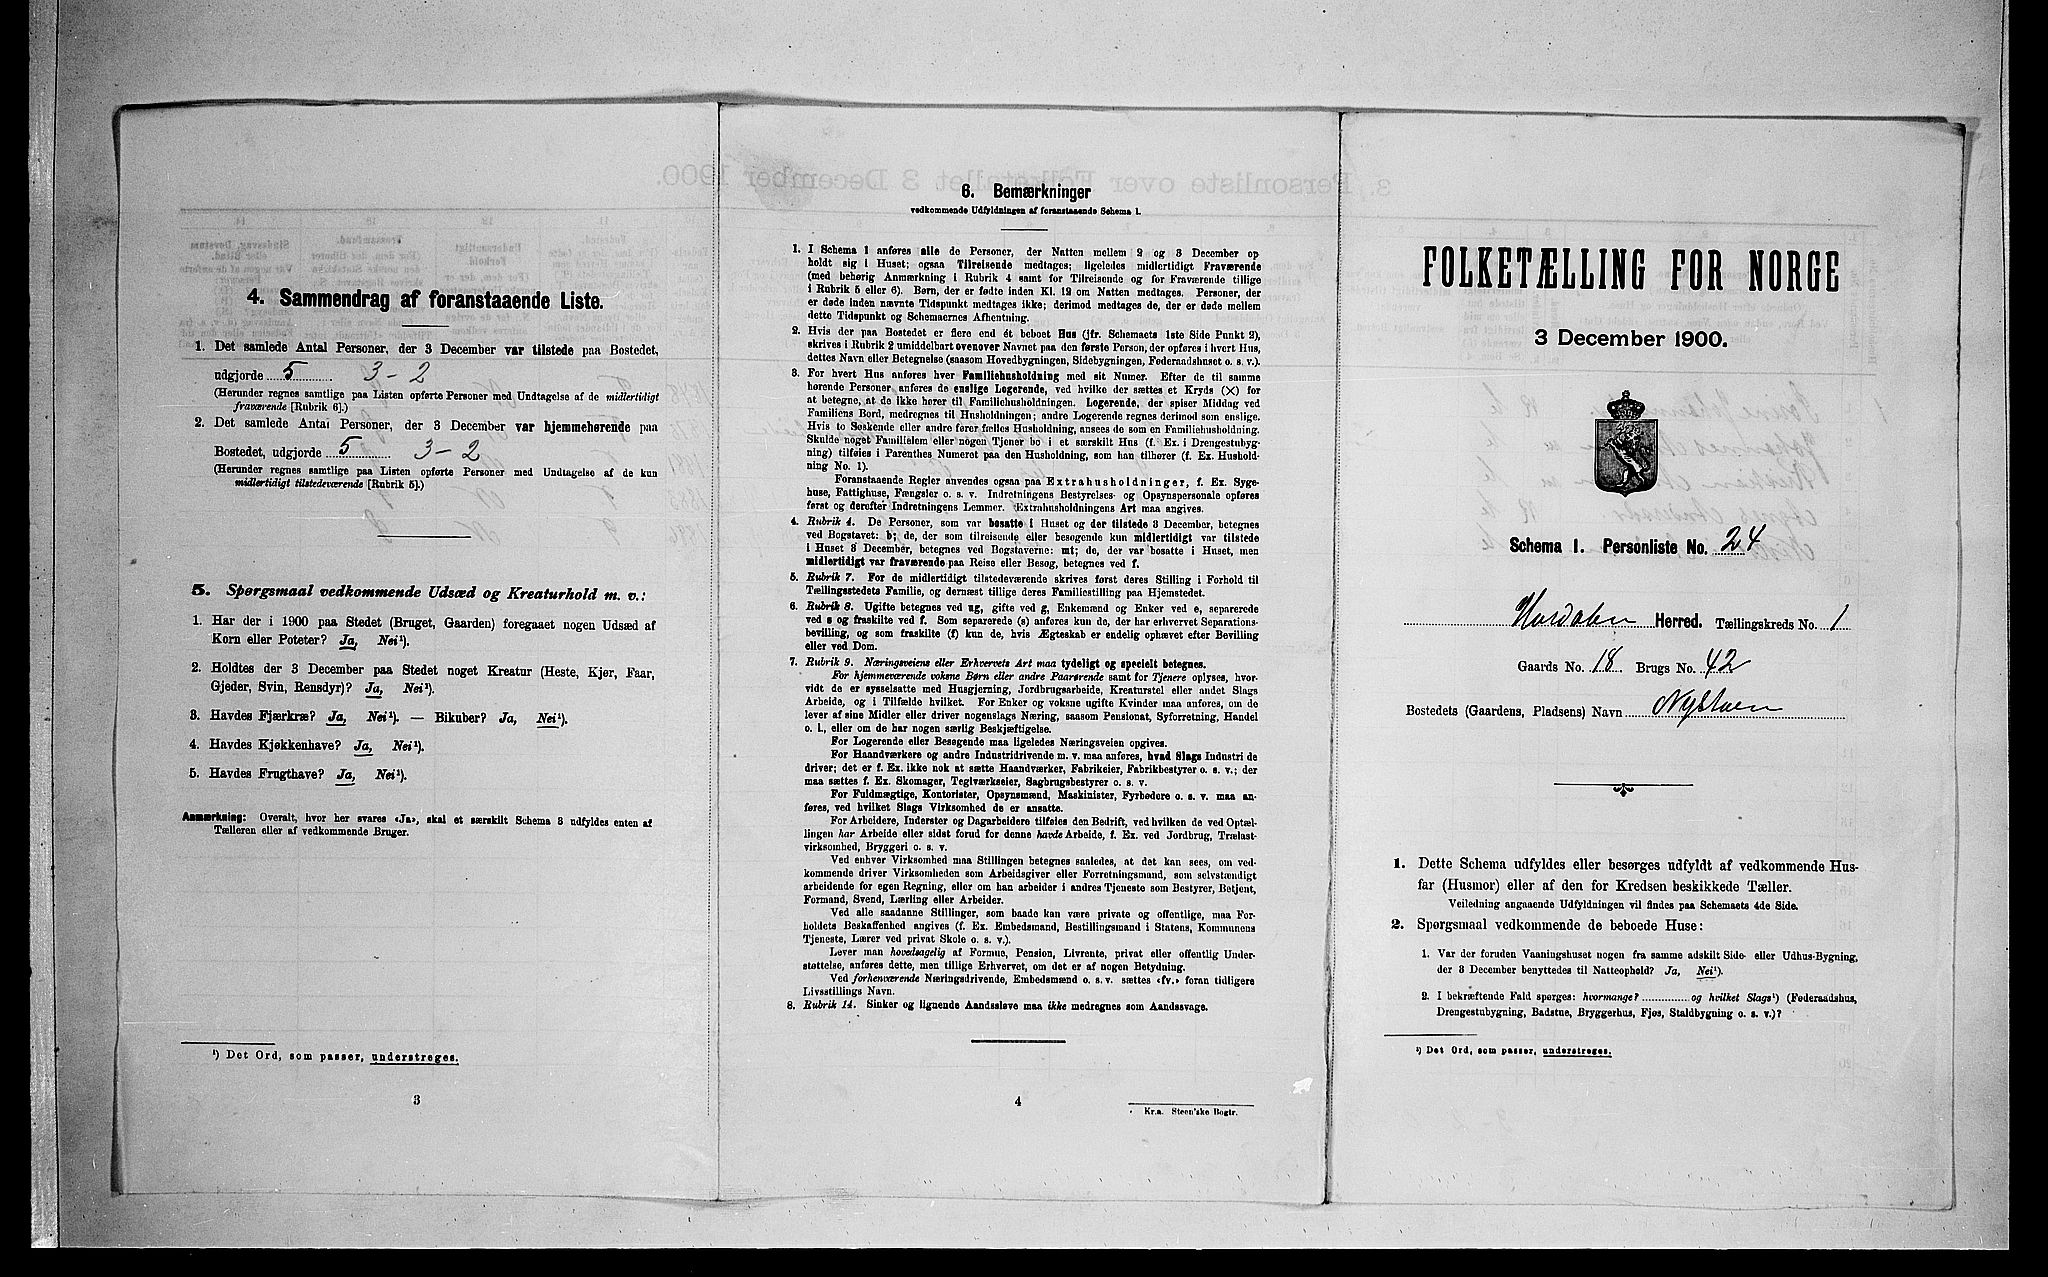 4. Sammendrag af foranstaaende Liste.
1. Det samlede Antal Personer, der 3 December var tilstede paa Bostedet,
udgjorde 5 3-2
(Herunder regnes samtlige paa Listen opførte Personer med Undtagelse af de midlertidigt
fraværende [Rubrik 6].)
2. Det samlede Antal Personer, der 3 December var hjemmehørende paa
Bostedet, udgjorde 5 3-2
(Herunder regnes samtlige paa Listen opførte Personer med Undtagelse af de kun
midlertidigt tilstedeværende [Rubrik 5].)
5. Spørgsmaal vedkommende Udsæd og Kreaturhold m. v.:
1. Har der i 1900 paa Stedet (Bruget, Gaarden) foregaaet nogen Udsæd af
Korn eller Poteter? Ja, Nei¹).
2. Holdtes der 3 December paa Stedet noget Kreatur (Heste, Kjør, Faar,
Gjeder, Svin, Rensdyr)? Ja, Nei¹).
3. Havdes Fjærkræ? Ja, Nei¹). — Bikuber? Ja, Nei¹).
4. Havdes Kjøkkenhave? Ja, Nei¹).
5. Havdes Frugthave? Ja, Nei¹).
Anmærkning: Overalt, hvor her svares «Ja», skal et særskilt Schema 3 udfyldes enten af
Tælleren eller af vedkommende Bruger.
¹) Det Ord, som passer, understreges.
3
6. Bemærkninger
vedkommende Udfyldningen af foranstaaende Schema 1.
1. I Schema 1 anføres alle de Personer, der Natten mellem 2 og 3 December op
holdt sig i Huset; ogsaa Tilreisende medtages; ligeledes midlertidigt Fraværende
(med behørig Anmærkning i Rubrik 4 samt for Tilreisende og for Fraværende tillige
i Rubrik 5 eller 6). Børn, der er fødte inden Kl. 12 om Natten medtages. Personer, der
er døde inden nævnte Tidspunkt medtages ikke; derimod medtages de, der er døde mellem
dette Tidspunkt og Schemaernes Afhentning.
2. Hvis der paa Bostedet er flere end ét beboet Hus (jfr. Schemaets 1ste Side Punkt 2),
skrives i Rubrik 2 umiddelbart ovenover Navnet paa den første Person, der opføres i hvert Hus,
dettes Navn eller Betegnelse (saasom Hovedbygningen, Sidebygningen, Føderaadshuset o. s. v.).
3. For hvert Hus anføres hver Familiehusholdning med sit Numer. Efter de til samme
hørende Personer anføres de enslige Logerende, ved hvilke der sættes et Kryds (×) for
at betegne, at de ikke hører til Familiehusholdningen. Logerende, der spiser Middag ved
Familiens Bord, medregnes til Husholdningen; andre Logerende regnes derimod som enslige.
Hvis to Søskende eller andre fører fælles Husholdning, ansees de som en Familiehusholdning.
Skulde noget Familielem eller nogen Tjener bo i et særskilt Hus (f. Ex. i Drengestubyg-
ning) tilføies i Parenthes Numeret paa den Husholdning, som han tilhører (f. Ex. Hushold-
ning No. 1).
Foranstaaende Regler anvendes ogsaa paa Extrahusholdninger, f. Ex. Syge-
huse, Fattighuse, Fængsler o. s. v. Indretningens Bestyrelses- og Opsynspersonale opføres
først og derefter Indretningens Lemmer. Extrahusholdningens Art maa angives.
4. Rubrik 4. De Personer, som var bosatte i Huset og der tilstede 3 December, betegnes
ved Bogstavet: b; de, der som tilreisende eller besøgende kun midlertidigt var tilstede
i Huset 3 December, betegnes ved Bogstaverne: mt; de, der var bosatte i Huset, men
midlertidigt var fraværende paa Reise eller Besøg, betegnes ved f.
5. Rubrik 7. For de midlertidigt tilstedeværende skrives først deres Stilling i Forhold til
Tællingsstedets Familie, og dernæst tillige deres Familiestilling paa Hjemstedet.
6. Rubrik 8. Ugifte betegnes ved ug, gifte ved g, Enkemænd og Enker ved e, separerede
ved s og fraskilte ved f. Som separerede (s) anføres kun de, der har erhvervet Separations-
bevilling, og som fraskilte (f) kun de, hvis Ægteskab er endelig ophævet efter Bevilling
eller ved Dom.
7. Rubrik 9. Næringsveiens eller Erhvervets Art maa tydeligt og specielt betegnes.
For hjemmeværende voksne Børn eller andre Paarørende samt for Tjenere oplyses, hvor-
vidt de er sysselsatte med Husgjerning, Jordbrugsarbeide, Kreaturstel eller andet Slags
Arbeide, og i Tilfælde hvilket. For Enker og voksne ugifte Kvinder maa anføres, om de
lever af sine Midler eller driver nogenslags Næring, saasom Pensionat, Syforretning, Handel
o. l., eller om de har nogen særlig Beskjæftigelse.
For Logerende eller Besøgende maa ligeledes Næringsveien opgives.
For Haandværkere og andre Industridrivende m. v. maa anføres, hvad Slags Industri de
driver; det er f. Ex. ikke nok at sætte Haandværker, Fabrikeier, Fabrikbestyrer o. s. v.; der
maa sættes f. Ex. Skomager, Teglværkseier, Sagbrugsbestyrer o. s. v.
For Fuldmægtige, Kontorister, Opsynsmænd, Maskinister, Fyrbødere o. s. v. maa an-
føres, ved hvilket Slags Virksomhed de er ansatte.
For Arbeidere, Inderster og Dagarbeidere tilføies den Bedrift, ved hvilken de ved Optæl-
lingen har Arbeide eller sidst forud for denne havde Arbeide, f. Ex. ved Jordbrug, Trælast-
virksomhed, Bryggeri o. s. v.
Ved enhver Virksomhed maa Stillingen betegnes saaledes, at det kan sees, om ved-
kommende driver Virksomheden som Arbeidsgiver eller Forretningsmand, som selvstændigt
arbeidende for egen Regning, eller om han arbeider i andres Tjeneste som Bestyrer, Betjent,
Formand, Svend, Lærling eller Arbeider.
Ved alle saadanne Stillinger, som baade kan være private og offentlige, maa For-
holdets Beskaffenhed angives (f. Ex. Embedsmand, Bestillingsmand i Statens, Kommunens
Tjeneste, Lærer ved privat Skole o. s. v.).
Lever man hovedsagelig af Formue, Pension, Livrente, privat eller offentlig Under-
støttelse, anføres dette, men tillige Erhvervet, om det er af nogen Betydning.
Ved forhenværende Næringsdrivende, Embedsmænd o. s. v. sættes «fv.» foran tidligere
Livsstillings Navn.
8. Rubrik 14. Sinker og lignende Aandssløve maa ikke medregnes som Aandssvage.
4
Kr.a. Steen'ske Bogtr.
FOLKETÆLLING FOR NORGE
3 December 1900.
Schema 1. Personliste No. 24
Herred. Tællingskreds No. 1
Gaards No. 18 Brugs No. 42
Bostedets (Gaardens, Pladsens) Navn Nystuen
1. Dette Schema udfyldes eller besørges udfyldt af vedkommende Hus-
far (Husmor) eller af den for Kredsen beskikkede Tæller.
Veiledning angaaende Udfyldningen vil findes paa Schemaets 4de Side.
2. Spørgsmaal vedkommende de beboede Huse:
1. Var der foruden Vaaningshuset nogen fra samme adskilt Side- eller Udhus-Bygning,
der 3 December benyttedes til Natteophold? Ja, Nei¹).
2. I bekræftende Fald spørges: hvormange? og hvilket Slags¹) (Føderaadshus,
Drengestubygning, Badstue, Bryggerhus, Fjøs, Staldbygning o. s. v.)?
¹) Det Ord, som passer, understreges.